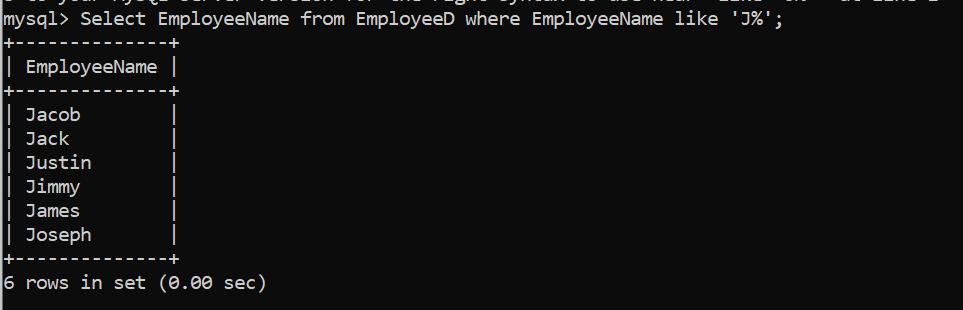 mysql> Select EmployeeName from EmployeeD where EmployeeName like 'J%';
+--------------+
| EmployeeName |
+--------------+
| Jacob        |
| Jack         |
| Justin       |
| Jimmy        |
| James        |
| Joseph       |
+--------------+
6 rows in set (0.00 sec)